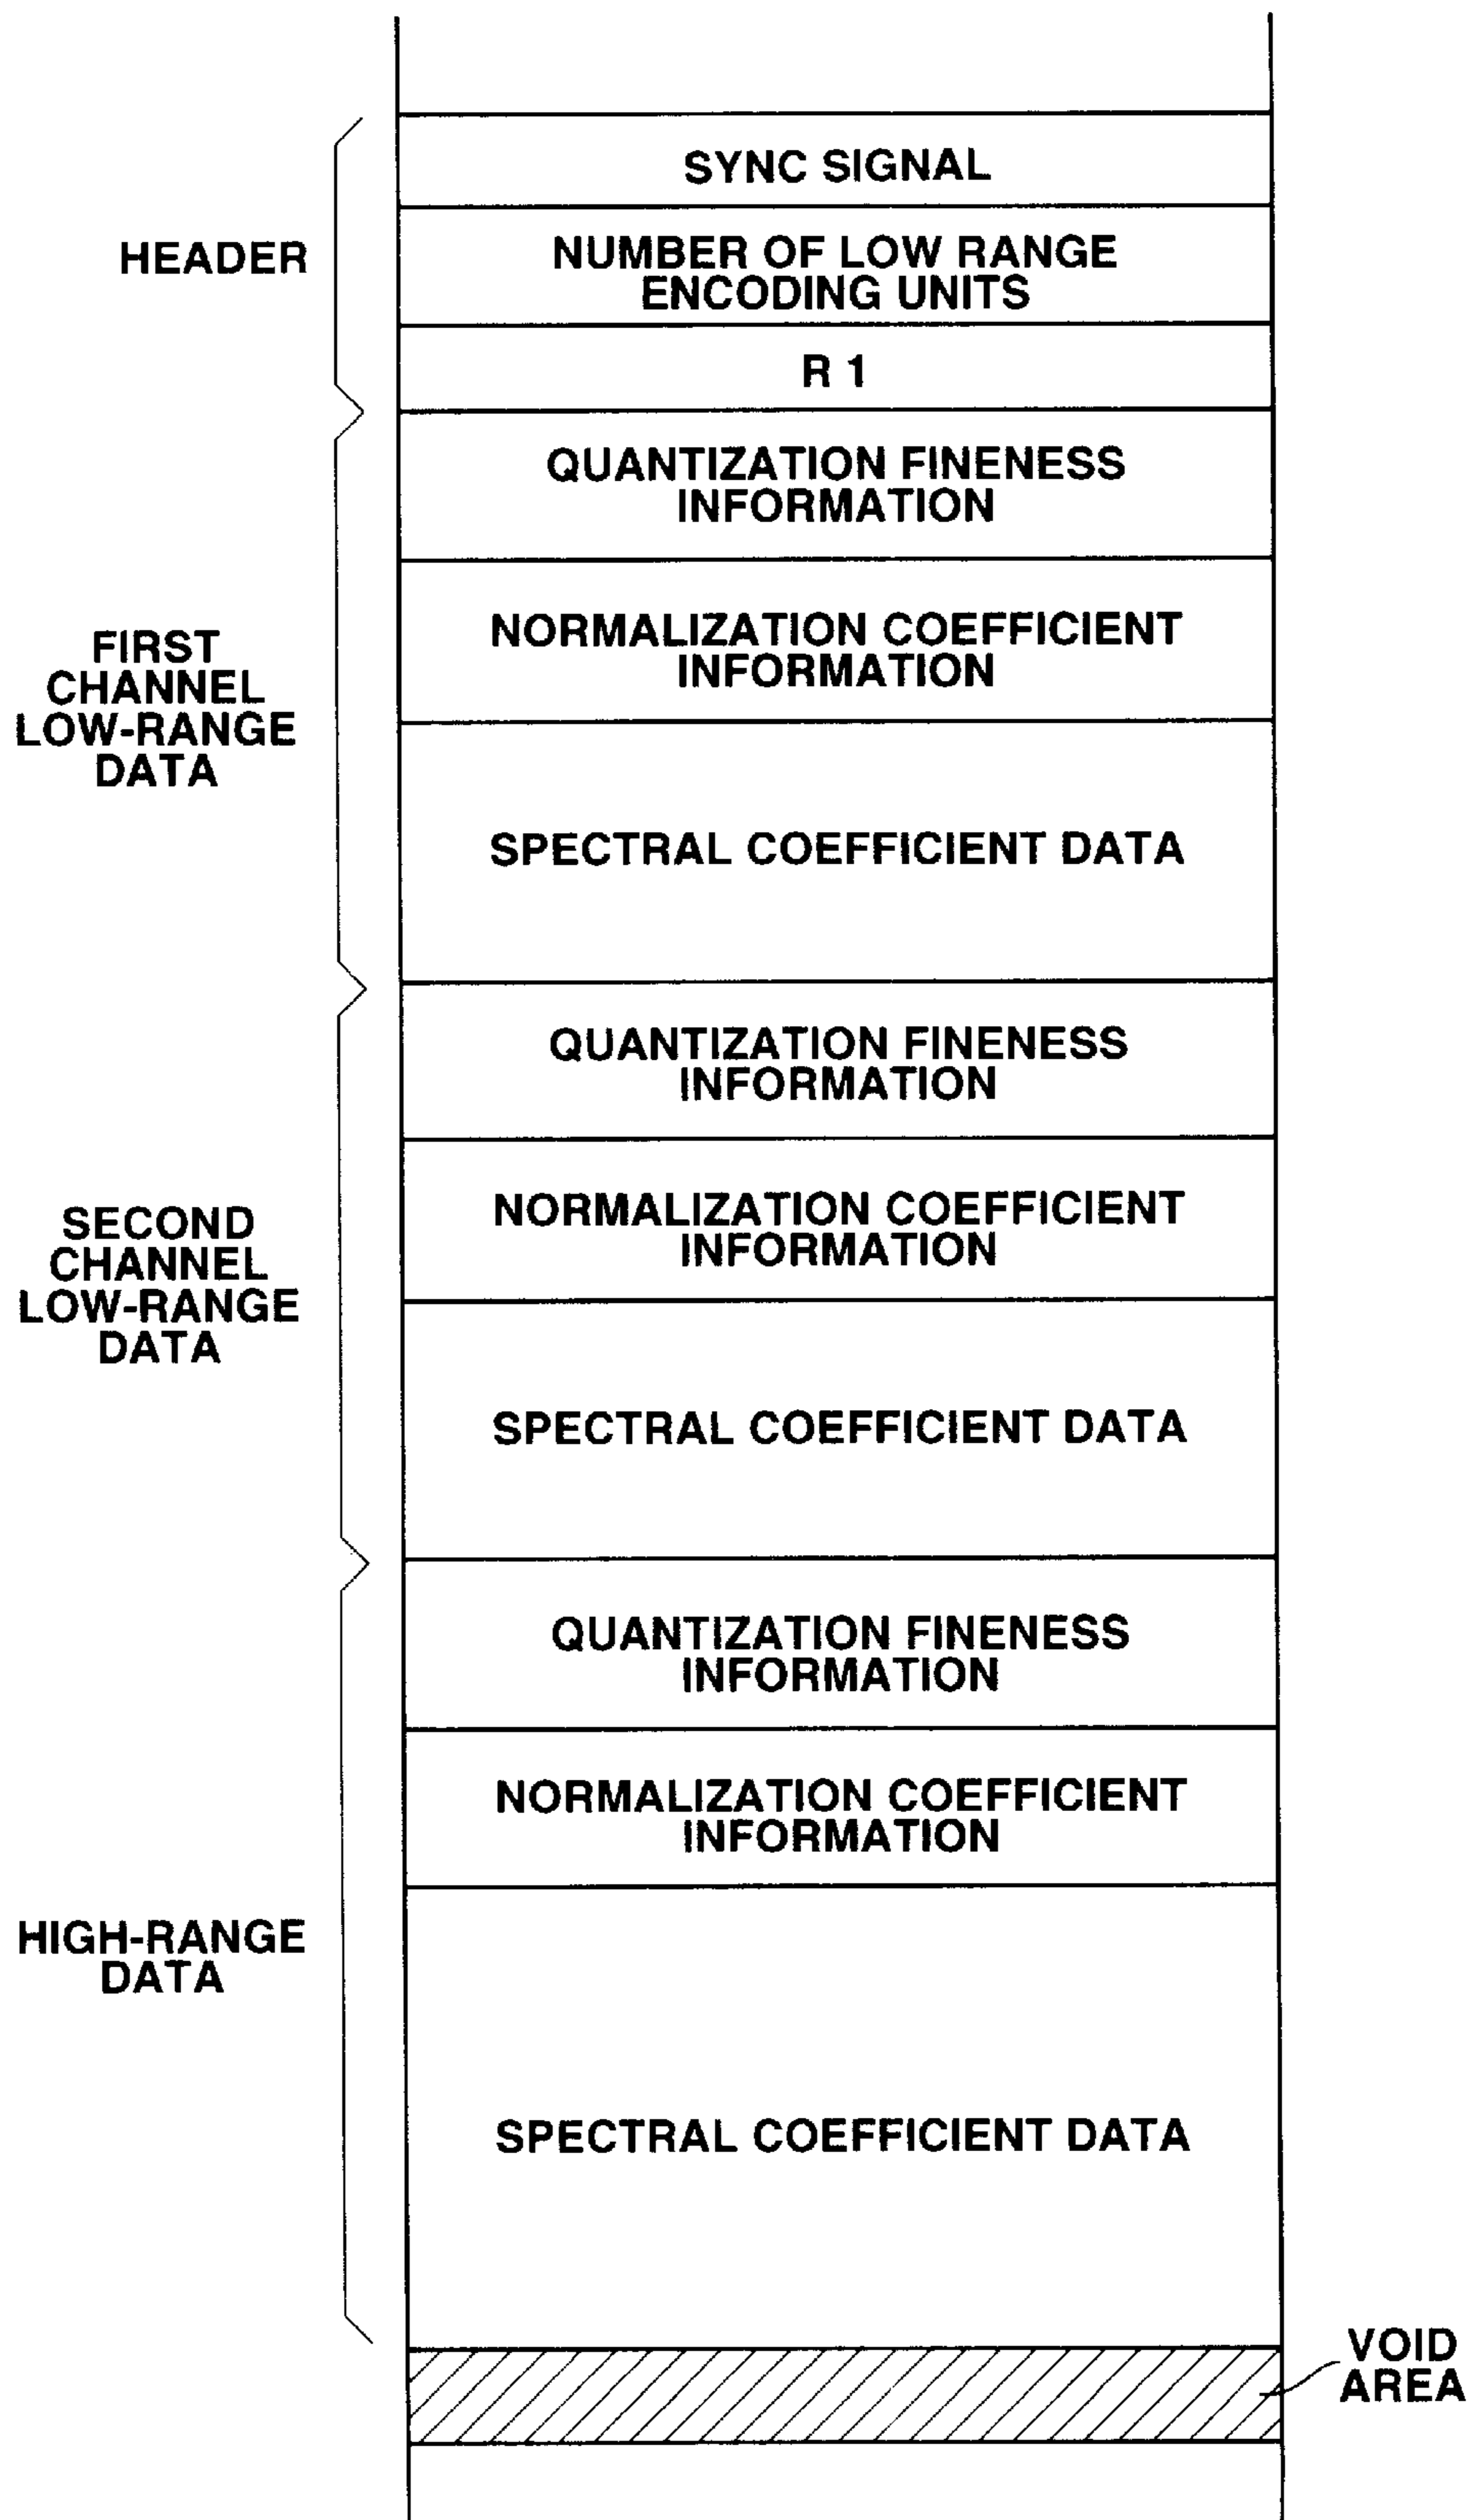 HEADER
SYNC SIGNAL
NUMBER OF LOW RANGE
ENCODING UNITS
R 1
FIRST
CHANNEL
LOW-RANGE
DATA
QUANTIZATION FINENESS
INFORMATION
NORMALIZATION COEFFICIENT
INFORMATION
SPECTRAL COEFFICIENT DATA
SECOND
CHANNEL
LOW-RANGE
DATA
QUANTIZATION FINENESS
INFORMATION
NORMALIZATION COEFFICIENT
INFORMATION
SPECTRAL COEFFICIENT DATA
HIGH-RANGE
DATA
QUANTIZATION FINENESS
INFORMATION
NORMALIZATION COEFFICIENT
INFORMATION
SPECTRAL COEFFICIENT DATA
VOID
AREA